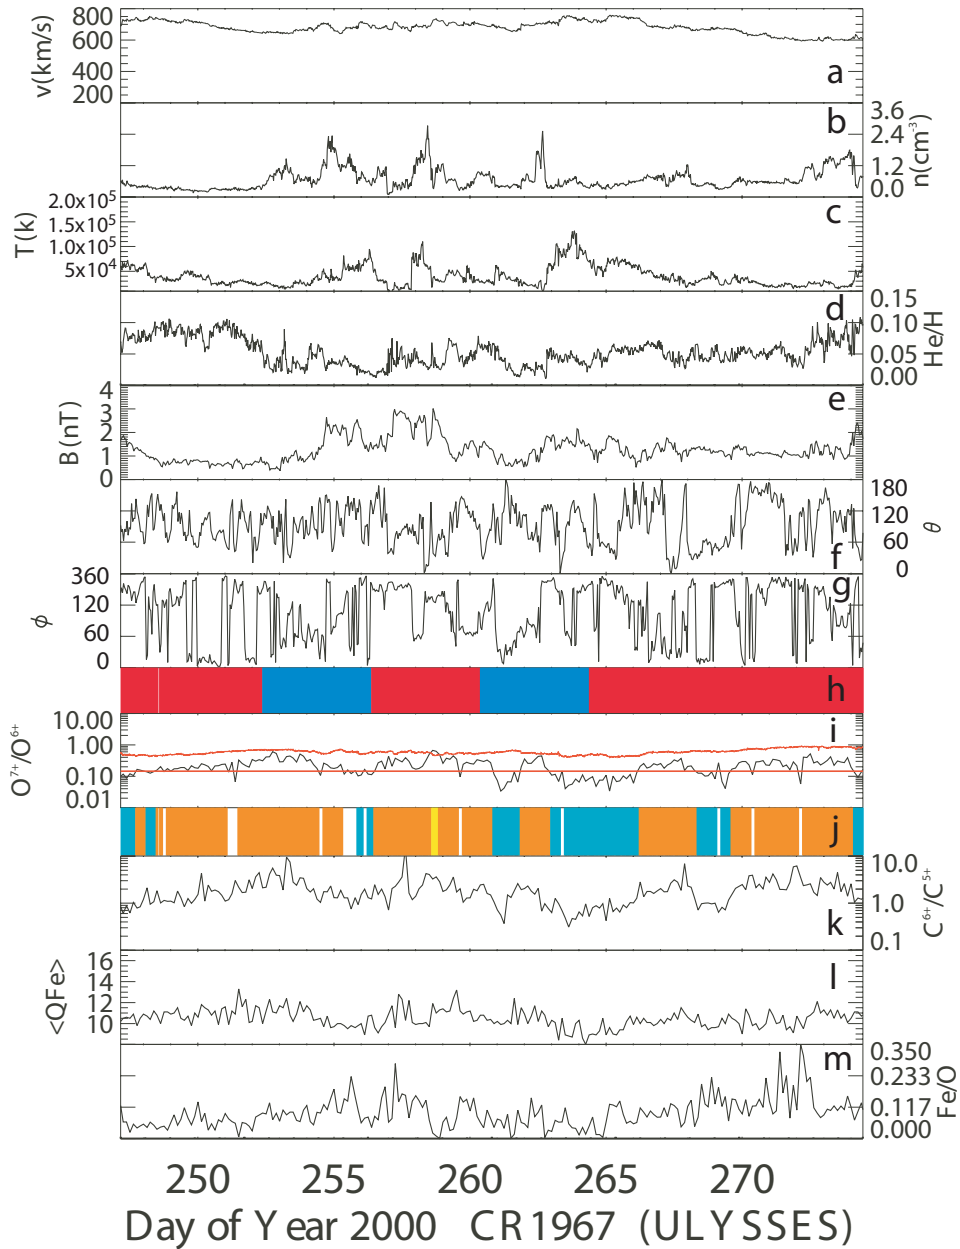 800
600
400
200
v(km/s)
a
3.6
2.4
1.2
0.0
n(cm⁻³)
b
2.0x10⁵
1.5x10⁵
1.0x10⁵
5x10⁴
T(k)
c
0.15
0.10
0.05
0.00
He/H
d
4
3
2
1
0
B(nT)
e
180
120
60
0
θ
f
360
120
60
0
ϕ
g
h
10.00
1.00
0.10
0.01
O⁷⁺/O⁶⁺
i
j
10.0
1.0
0.1
C⁶⁺/C⁵⁺
k
16
14
12
10
<QFe>
l
0.350
0.233
0.117
0.000
Fe/O
m
250 255 260 265 270
Day of Year 2000 CR1967 (ULYSSES)